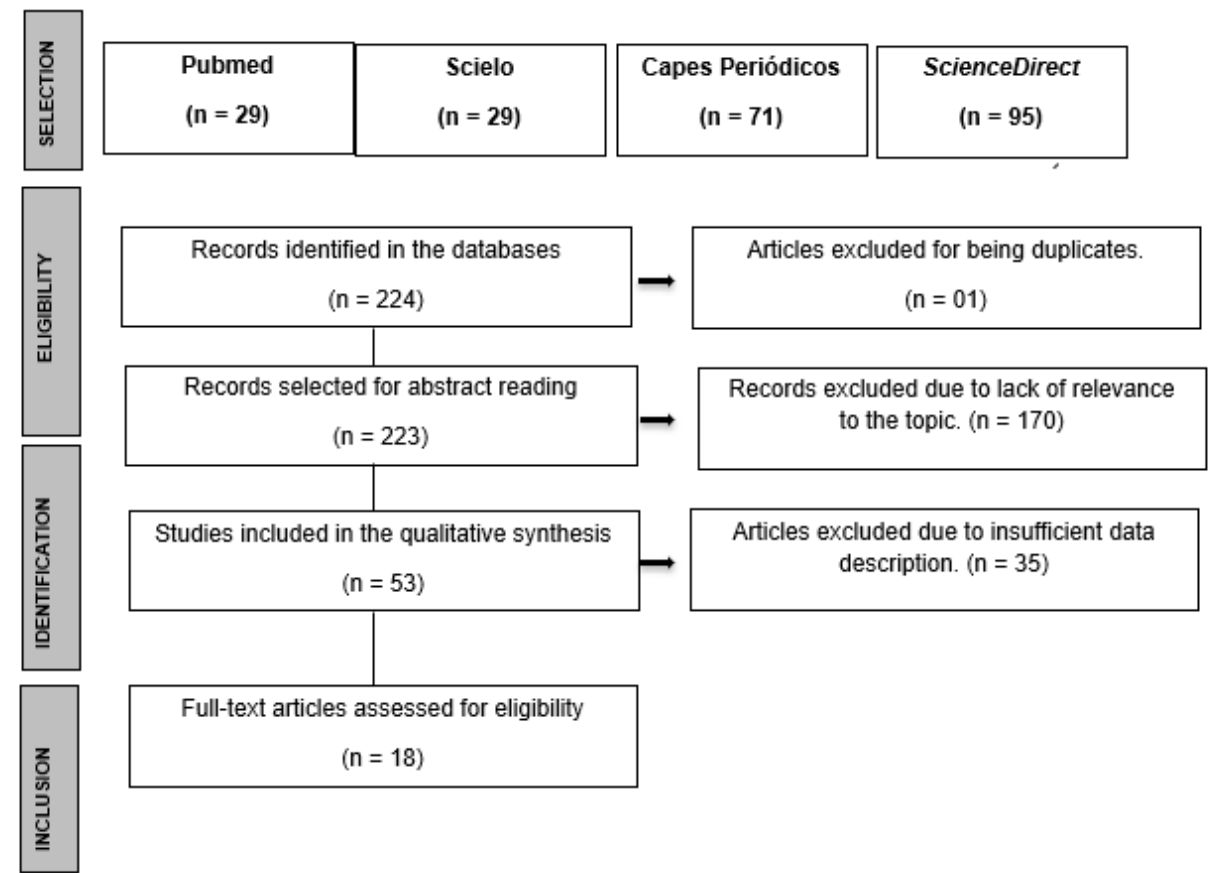 SELECTION
Pubmed
(n = 29)
Scielo
(n = 29)
Capes Periódicos
(n = 71)
ScienceDirect
(n = 95)
ELIGIBILITY
Records identified in the databases
(n = 224)
Articles excluded for being duplicates.
(n = 01)
Records selected for abstract reading
(n = 223)
Records excluded due to lack of relevance
to the topic. (n = 170)
IDENTIFICATION
Studies included in the qualitative synthesis
(n = 53)
Articles excluded due to insufficient data
description. (n = 35)
INCLUSION
Full-text articles assessed for eligibility
(n = 18)